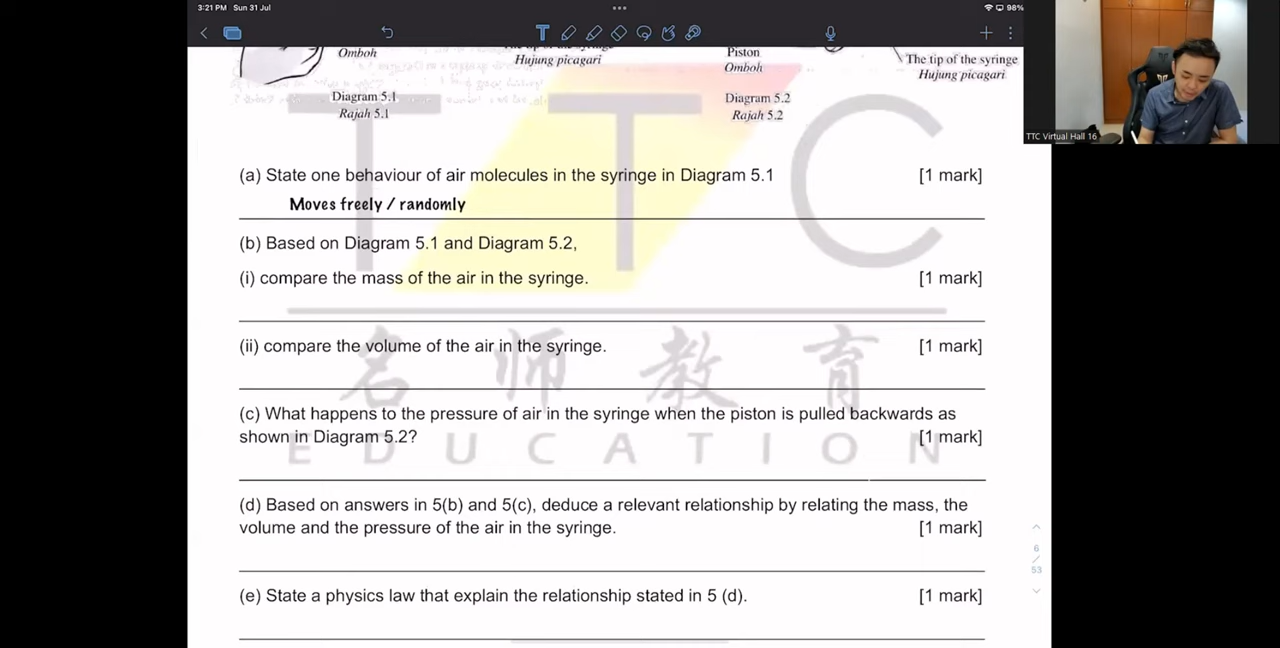 3:21 PM Sun 31 Jul
98%
Omboh
Hujung picagari
Piston
Omboh
The tip of the syringe
Hujung picagari
Diagram 5.1
Rajah 5.1
Diagram 5.2
Rajah 5.2
TTC Virtual Hall 16
TTC
(a) State one behaviour of air molecules in the syringe in Diagram 5.1 [1 mark]
Moves freely / randomly
(b) Based on Diagram 5.1 and Diagram 5.2,
(i) compare the mass of the air in the syringe. [1 mark]
(ii) compare the volume of the air in the syringe. [1 mark]
名师教育
(c) What happens to the pressure of air in the syringe when the piston is pulled backwards as
shown in Diagram 5.2? [1 mark]
EDUCATION
(d) Based on answers in 5(b) and 5(c), deduce a relevant relationship by relating the mass, the
volume and the pressure of the air in the syringe. [1 mark]
6
/
53
(e) State a physics law that explain the relationship stated in 5 (d). [1 mark]